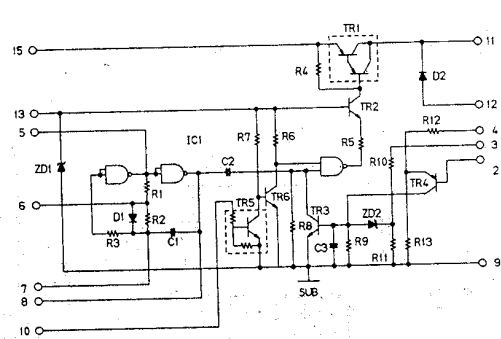 TR1
15
11
R4
D2
13
TR2
12
5
IC1
R7
R6
R5
R12
4
3
R10
2
ZD1
C2
TR4
R1
6
D1
R2
TR5
TR6
TR3
ZD2
R3
C1
R8
C3
R9
R11
R13
9
7
8
SUB
10